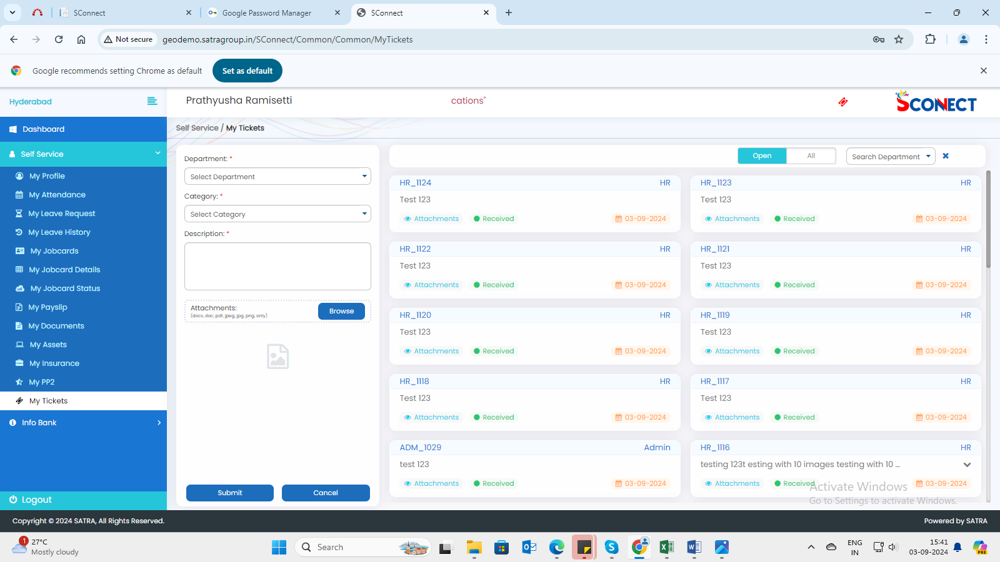 SConnect
Google Password Manager
SConnect
Not secure
geodemo.satragroup.in/SConnect/Common/Common/MyTickets
Google recommends setting Chrome as default
Set as default
Hyderabad
Prathyusha Ramisetti
cations"
SCONECT
Dashboard
Self Service
My Profile
My Attendance
My Leave Request
My Leave History
My Jobcards
My Jobcard Details
My Jobcard Status
My Payslip
My Documents
My Assets
My Insurance
My PP2
My Tickets
Info Bank
Logout
Self Service / My Tickets
Department: *
Select Department
Category: *
Select Category
Description: *
Attachments:
(docx, doc, pdf, jpeg, jpg, png, only)
Browse
Submit
Cancel
Open
All
Search Department
HR_1124 HR
Test 123
Attachments Received 03-09-2024
HR_1123 HR
Test 123
Attachments Received 03-09-2024
HR_1122 HR
Test 123
Attachments Received 03-09-2024
HR_1121 HR
Test 123
Attachments Received 03-09-2024
HR_1120 HR
Test 123
Attachments Received 03-09-2024
HR_1119 HR
Test 123
Attachments Received 03-09-2024
HR_1118 HR
Test 123
Attachments Received 03-09-2024
HR_1117 HR
Test 123
Attachments Received 03-09-2024
ADM_1029 Admin
test 123
Attachments Received 03-09-2024
HR_1116 HR
testing 123t esting with 10 images testing with 10 ...
Attachments Received 03-09-2024
Activate Windows
Go to Settings to activate Windows.
Copyright © 2024 SATRA, All Rights Reserved.
Powered by SATRA
1
27°C
Mostly cloudy
Search
ENG
IN
15:41
03-09-2024
PRE